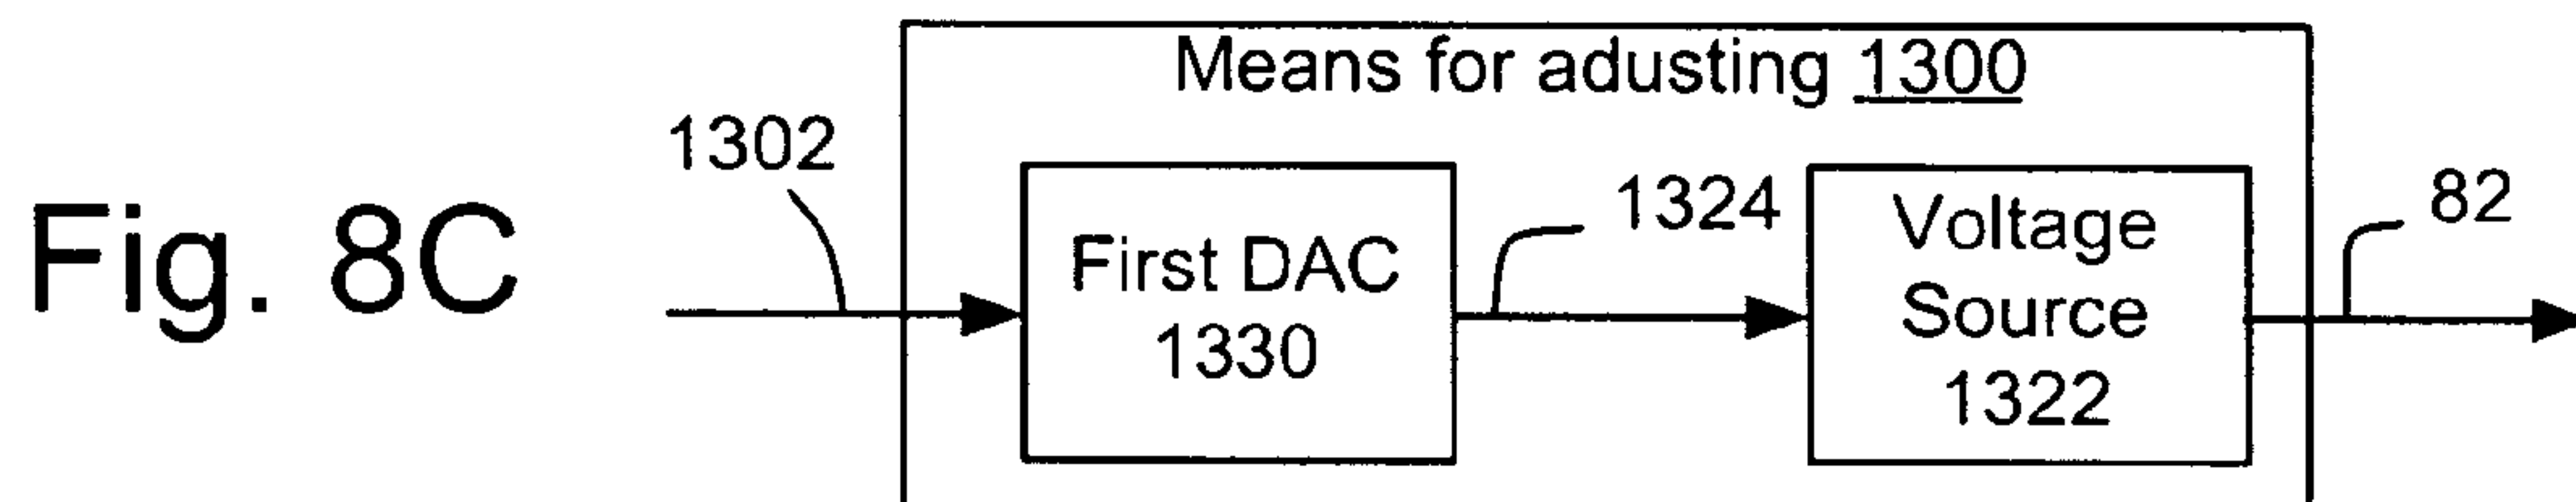 Means for adusting 1300
1302
Fig. 8C
First DAC
1330
1324
Voltage
Source
1322
82